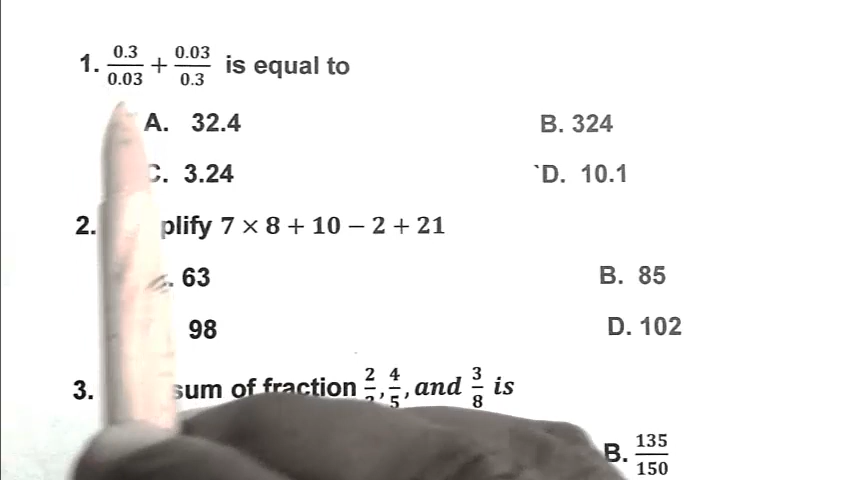 1. 0.3/0.03 + 0.03/0.3 is equal to
A. 32.4 B. 324
C. 3.24 `D. 10.1
2. plify 7 × 8 + 10 − 2 + 21
. 63 B. 85
98 D. 102
3. sum of fraction 2/, 4/5, and 3/8 is
B. 135/150